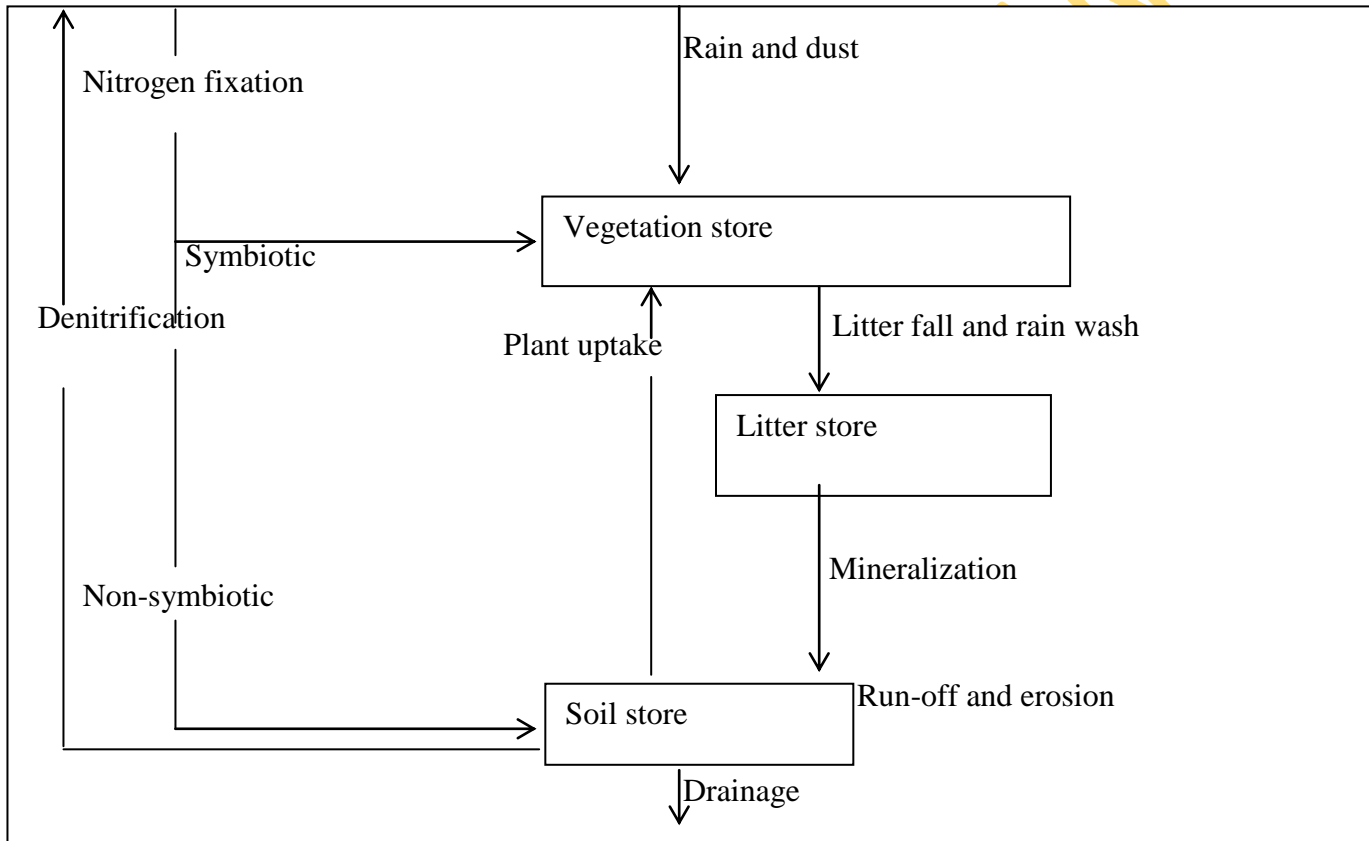 Rain and dust
Nitrogen fixation
Vegetation store
Symbiotic
Denitrification
Litter fall and rain wash
Plant uptake
Litter store
Mineralization
Non-symbiotic
Run-off and erosion
Soil store
Drainage